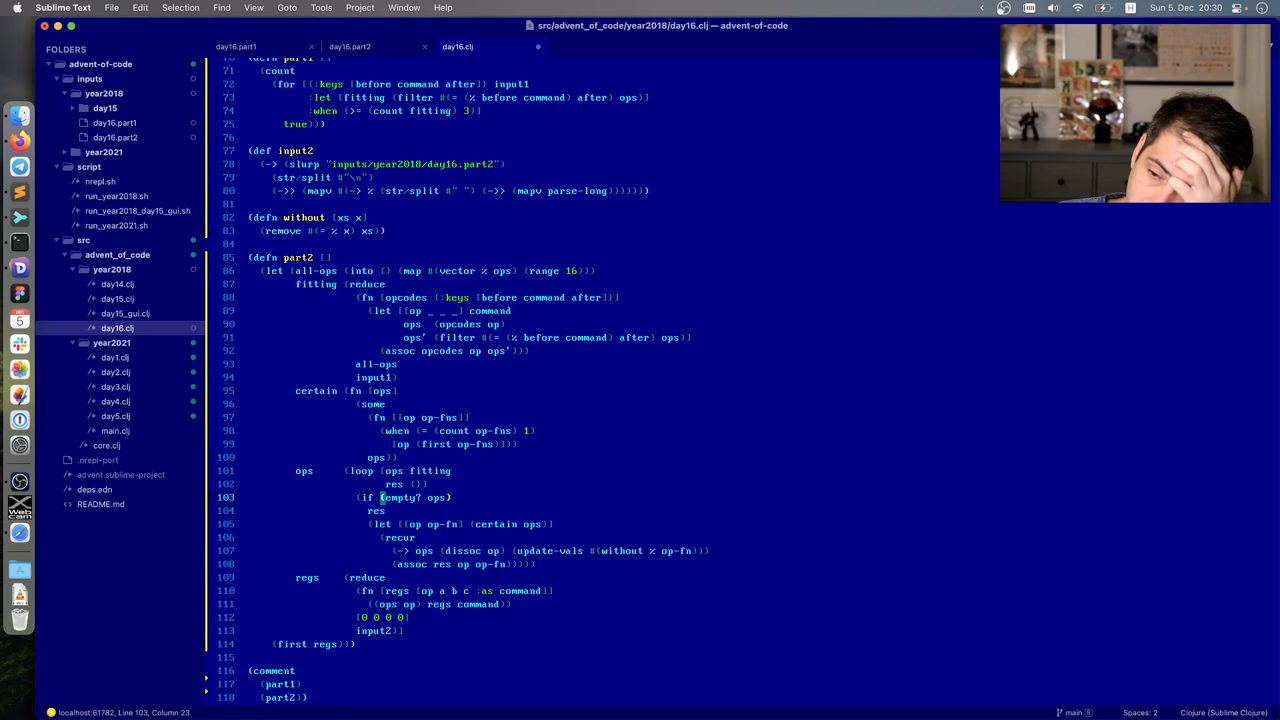 Sublime Text File Edit Selection Find View Goto Tools Project Window Help
Sun 5. Dec 20:30
src/advent_of_code/year2018/day16.clj — advent-of-code
FOLDERS
advent-of-code
inputs
year2018
day15
day16.part1
day16.part2
year2021
script
nrepl.sh
run_year2018.sh
run_year2018_day15_gui.sh
run_year2021.sh
src
advent_of_code
year2018
day14.clj
day15.clj
day15_gui.clj
day16.clj
year2021
day1.clj
day2.clj
day3.clj
day4.clj
day5.clj
main.clj
core.clj
.nrepl-port
advent.sublime-project
deps.edn
README.md
day16.part1 day16.part2 day16.clj
71 (count
72 (for [{:keys [before command after]} input1
73 :let [fitting (filter #(= (% before command) after) ops)]
74 :when (>= (count fitting) 3)]
75 true)))
76
77 (def input2
78 (-> (slurp "inputs/year2018/day16.part2")
79 (str/split #"\n")
80 (->> (mapv #(-> % (str/split #" ") (->> (mapv parse-long))))))
81
82 (defn without [xs x]
83 (remove #(= % x) xs))
84
85 (defn part2 []
86 (let [all-ops (into {} (map #(vector % ops) (range 16)))
87 fitting (reduce
88 (fn [opcodes {:keys [before command after]}]
89 (let [[op _ _ _] command
90 ops (opcodes op)
91 ops' (filter #(= (% before command) after) ops)]
92 (assoc opcodes op ops')))
93 all-ops
94 input1)
95 certain (fn [ops]
96 (some
97 (fn [[op op-fns]]
98 (when (= (count op-fns) 1)
99 [op (first op-fns)]))
100 ops))
101 ops (loop [ops fitting
102 res {}]
103 (if (empty? ops)
104 res
105 (let [[op op-fn] (certain ops)]
106 (recur
107 (-> ops (dissoc op) (update-vals #(without % op-fn)))
108 (assoc res op op-fn)))))
109 regs (reduce
110 (fn [regs [op a b c :as command]]
111 ((ops op) regs command))
112 [0 0 0 0]
113 input2)]
114 (first regs)))
115
116 (comment
117 (part1)
118 (part2))
DEC
5
Web
cam
localhost:61782, Line 103, Column 23
main 8
Spaces: 2
Clojure (Sublime Clojure)